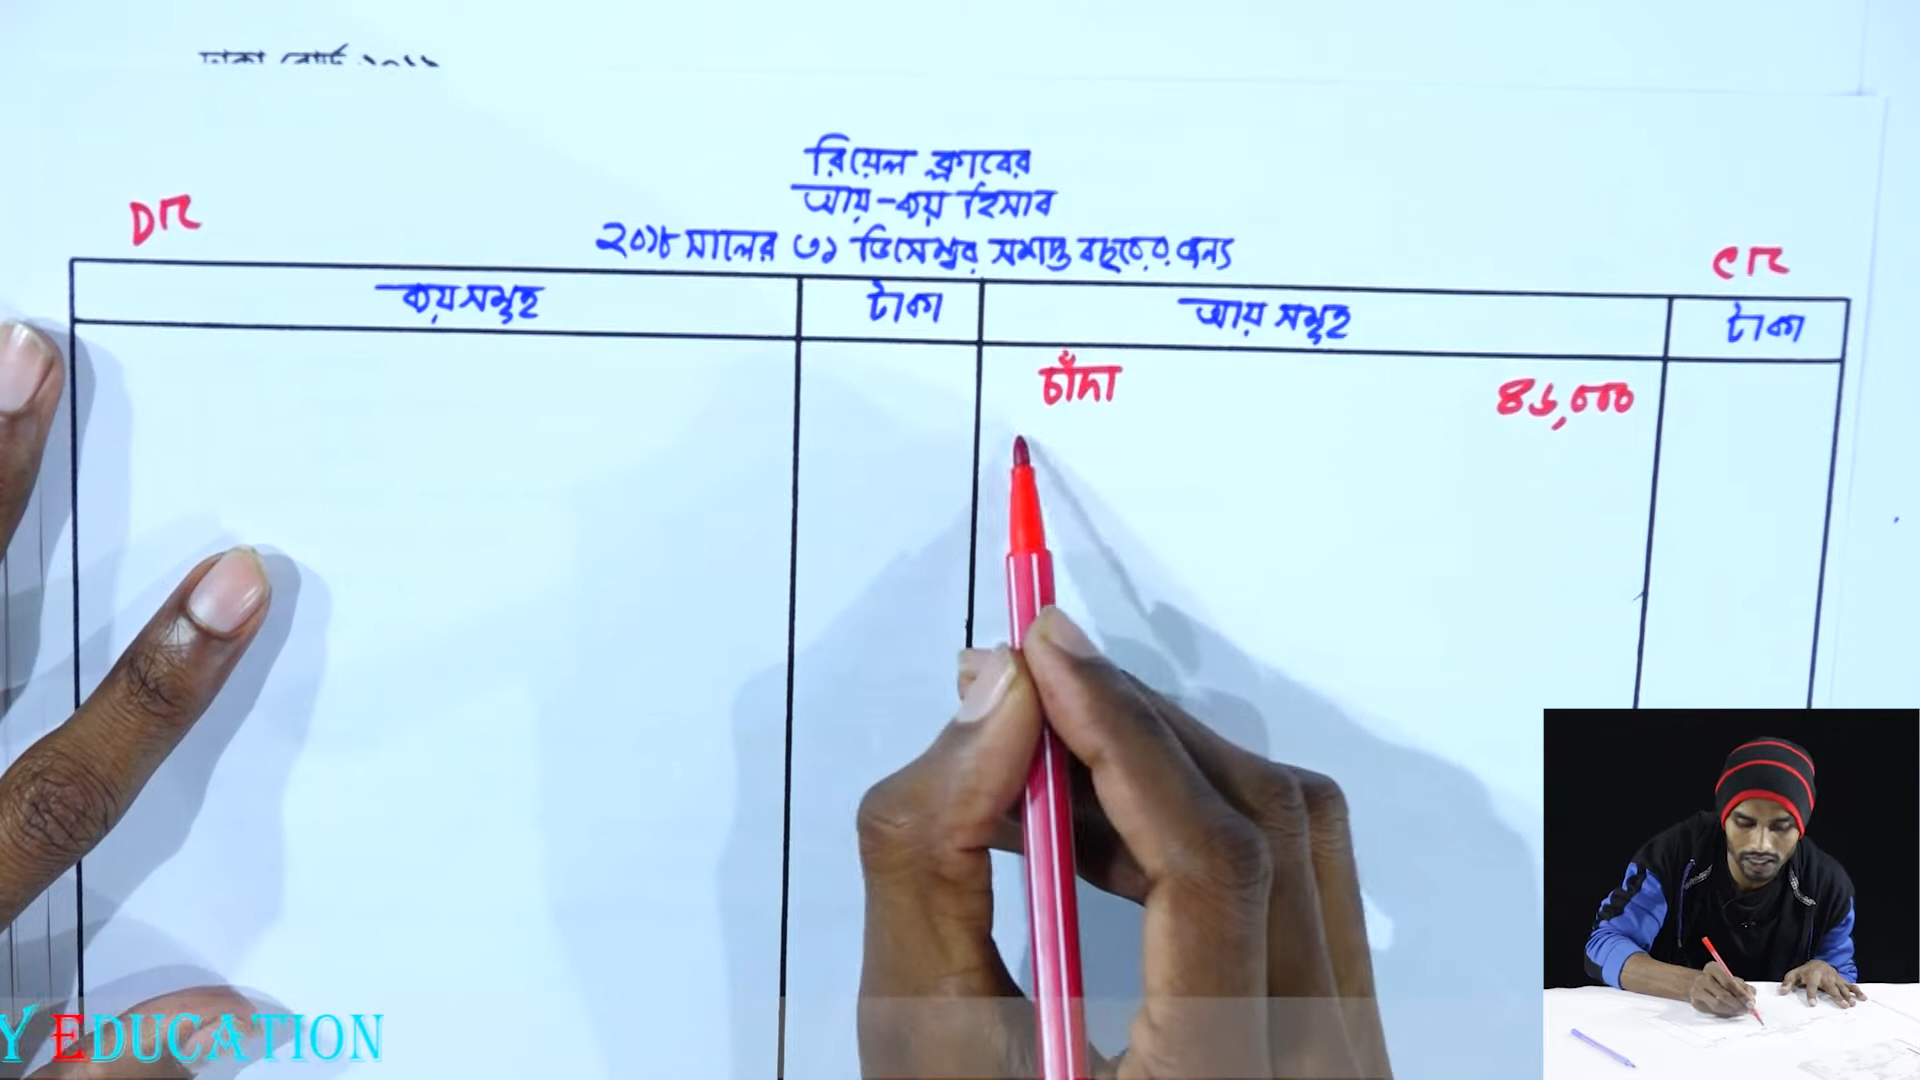 রিয়েল ক্লাবের
আয়-ব্যয় হিসাব
২০১৮ সালের ৩১ ডিসেম্বর সমাপ্ত বছরের জন্য
Dr
Cr
ব্যয়সমূহ টাকা আয়সমূহ টাকা
চাঁদা ৪৬,০০০
Y EDUCATION